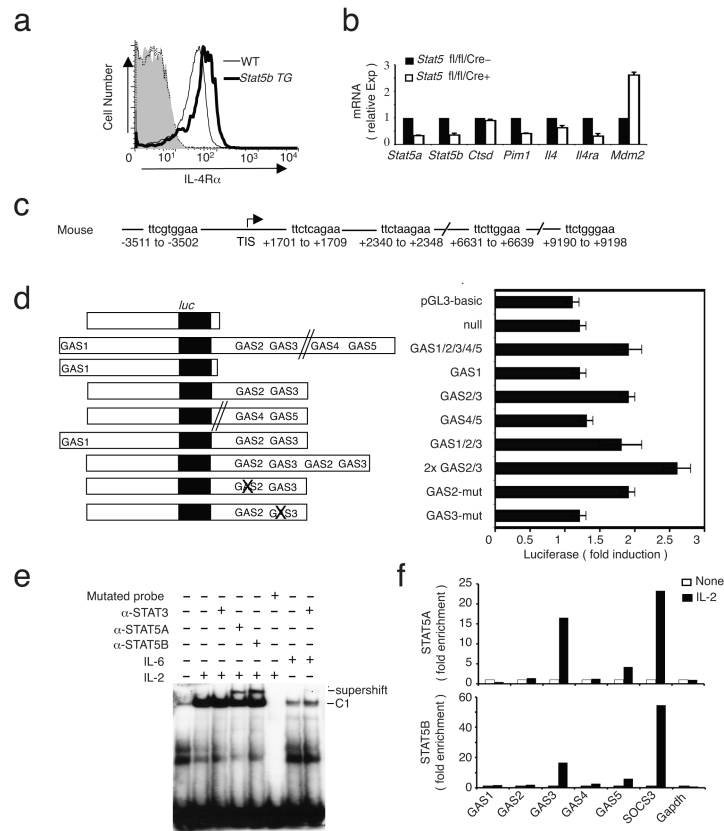 a
Cell Number
WT
Stat5b TG
0 10¹ 10² 10³ 10⁴
IL-4Rα
b
mRNA
( relative Exp)
3
2
1
0
Stat5 fl/fl/Cre−
Stat5 fl/fl/Cre+
Stat5a Stat5b Ctsd Pim1 Il4 Il4ra Mdm2
c
Mouse
ttcgtggaa ttctcagaa ttctaagaa ttcttggaa ttctgggaa
-3511 to -3502 TIS +1701 to +1709 +2340 to +2348 +6631 to +6639 +9190 to +9198
d
luc
GAS1 GAS2 GAS3 GAS4 GAS5
GAS1
GAS2 GAS3
GAS4 GAS5
GAS1 GAS2 GAS3
GAS2 GAS3 GAS2 GAS3
GAS2 GAS3
GAS2 GAS3
pGL3-basic
null
GAS1/2/3/4/5
GAS1
GAS2/3
GAS4/5
GAS1/2/3
2x GAS2/3
GAS2-mut
GAS3-mut
0 0.5 1 1.5 2 2.5 3
Luciferase ( fold induction )
e
Mutated probe − − − − − + − −
α-STAT3 − − + − − − − +
α-STAT5A − − − + − − − −
α-STAT5B − − − − + − − −
IL-6 − − − − − − + +
IL-2 − + + + + + − −
supershift
C1
f
None
IL-2
STAT5A
( fold enrichment )
25
20
15
10
5
0
STAT5B
( fold enrichment )
60
40
20
0
GAS1 GAS2 GAS3 GAS4 GAS5 SOCS3 Gapdh